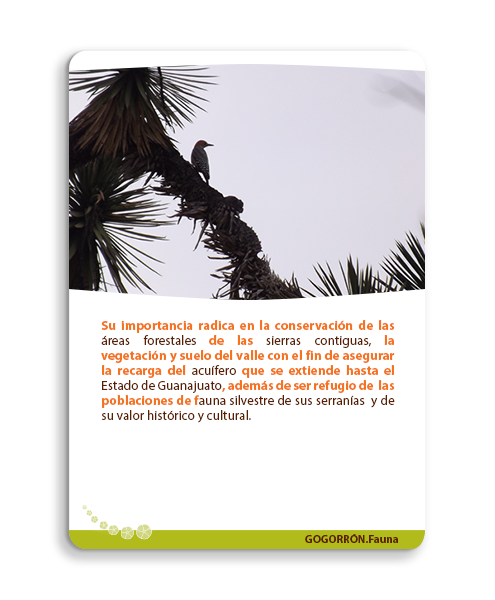 Su importancia radica en la conservación de las
áreas forestales de las sierras contiguas, la
vegetación y suelo del valle con el fin de asegurar
la recarga del acuífero que se extiende hasta el
Estado de Guanajuato, además de ser refugio de las
poblaciones de fauna silvestre de sus serranías y de
su valor histórico y cultural.
GOGORRÓN.Fauna